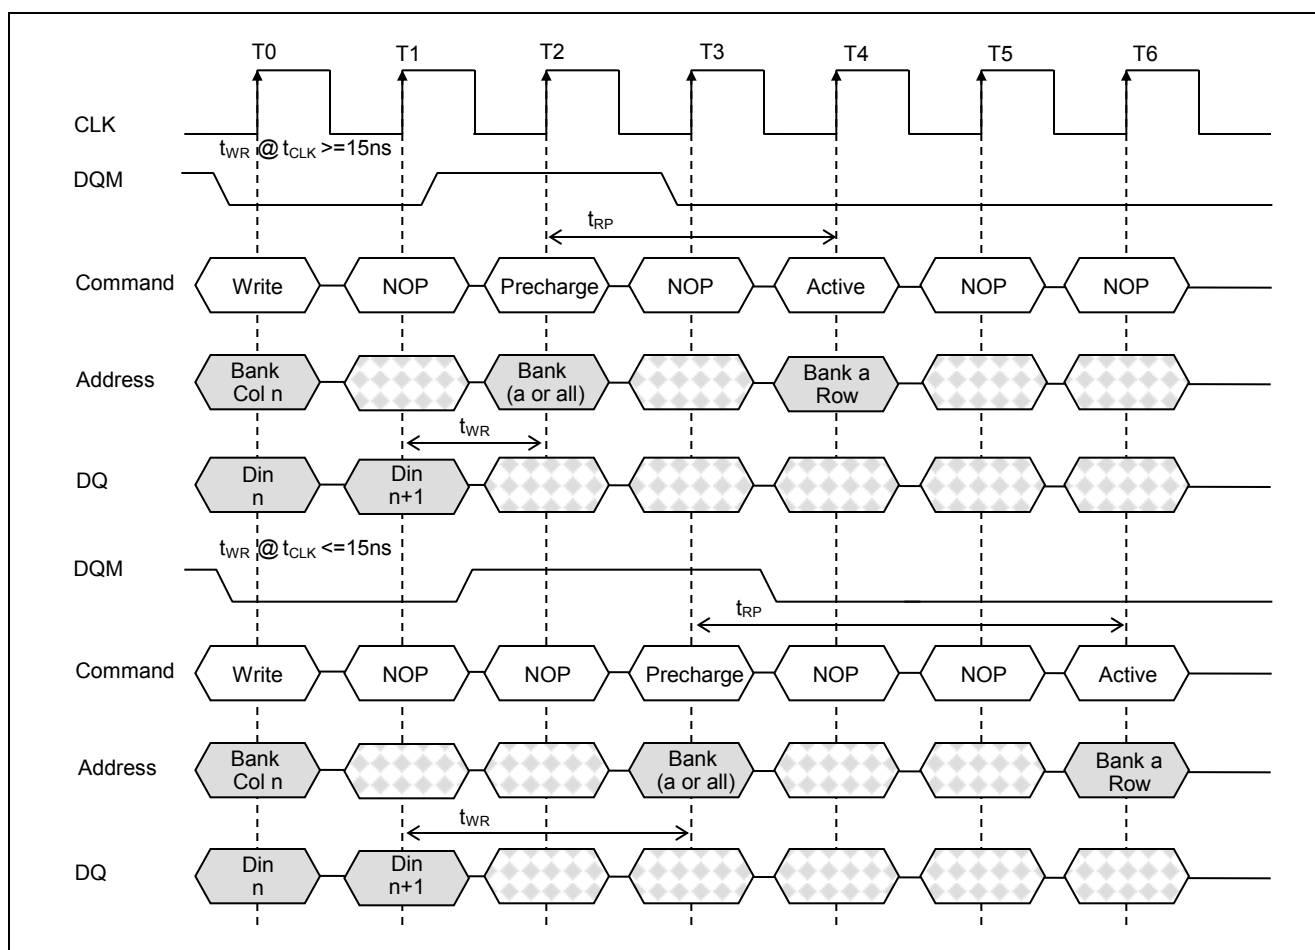 T0 T1 T2 T3 T4 T5 T6
CLK
tWR @ tCLK >=15ns
DQM
tRP
Command Write NOP Precharge NOP Active NOP NOP
Address
Bank
Col n
Bank
(a or all)
Bank a
Row
tWR
DQ
Din
n
Din
n+1
tWR @ tCLK <=15ns
DQM
tRP
Command Write NOP NOP Precharge NOP NOP Active
Address
Bank
Col n
Bank
(a or all)
Bank a
Row
tWR
DQ
Din
n
Din
n+1